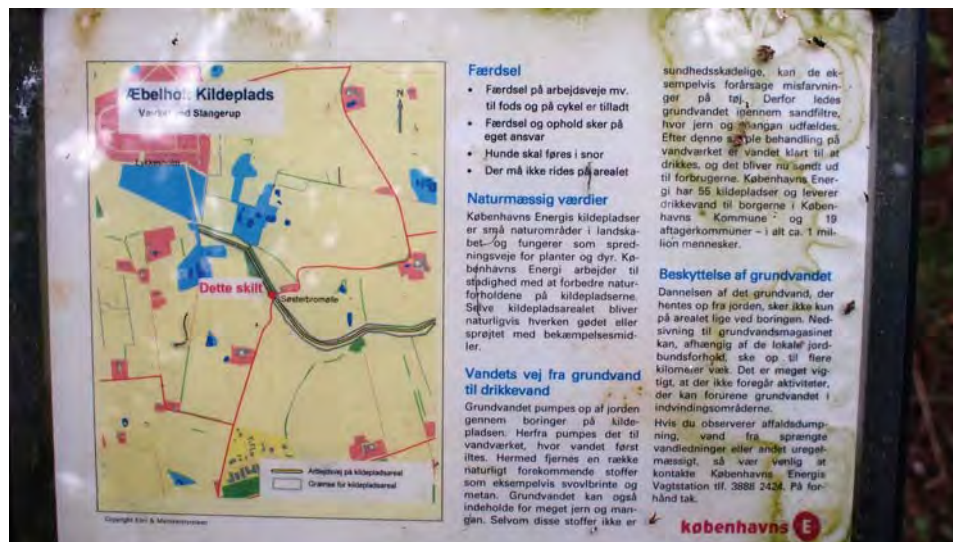 Æbelholt Kildeplads
Værket ved Slangerup
N
Lykkeholm
Dette skilt
Søsterbromølle
Arbejdsvej på kildepladsareal
Grænse for kildepladsareal
Copyright Kort & Matrikelstyrelsen
Færdsel
• Færdsel på arbejdsveje mv.
til fods og på cykel er tilladt
• Færdsel og ophold sker på
eget ansvar
• Hunde skal føres i snor
• Der må ikke rides på arealet
Naturmæssig værdier
Københavns Energis kildepladser
er små naturområder i landska-
bet og fungerer som spred-
ningsveje for planter og dyr. Kø-
benhavns Energi arbejder til
stadighed med at forbedre natur-
forholdene på kildepladserne.
Selve kildepladsarealet bliver
naturligvis hverken gødet eller
sprøjtet med bekæmpelsesmid-
ler.
Vandets vej fra grundvand
til drikkevand
Grundvandet pumpes op af jorden
gennem boringer på kilde-
pladsen. Herfra pumpes det til
vandværket, hvor vandet først
iltes. Hermed fjernes en række
naturligt forekommende stoffer
som eksempelvis svovlbrinte og
metan. Grundvandet kan også
indeholde for meget jern og man-
gan. Selvom disse stoffer ikke er
sundhedsskadelige, kan de ek-
sempelvis forårsage misfarvnin-
ger på tøj. Derfor ledes
grundvandet igennem sandfiltre,
hvor jern og mangan udfældes.
Efter denne simple behandling på
vandværket er vandet klart til at
drikkes, og det bliver nu sendt ud
til forbrugerne. Københavns Ener-
gi har 55 kildepladser og leverer
drikkevand til borgerne i Køben-
havns Kommune og 19
aftagerkommuner – i alt ca. 1 mil-
lion mennesker.
Beskyttelse af grundvandet
Dannelsen af det grundvand, der
hentes op fra jorden, sker ikke kun
på arealet lige ved boringen. Ned-
sivning til grundvandsmagasinet
kan, afhængig af de lokale jord-
bundsforhold, ske op til flere
kilometer væk. Det er meget vig-
tigt, at der ikke foregår aktiviteter,
der kan forurene grundvandet i
indvindingsområderne.
Hvis du observerer affaldsdump-
ning, vand fra sprængte
vandledninger eller andet uregel-
mæssigt, så vær venlig at
kontakte Københavns Energis
Vagtstation tlf. 3888 2424. På for-
hånd tak.
københavns E